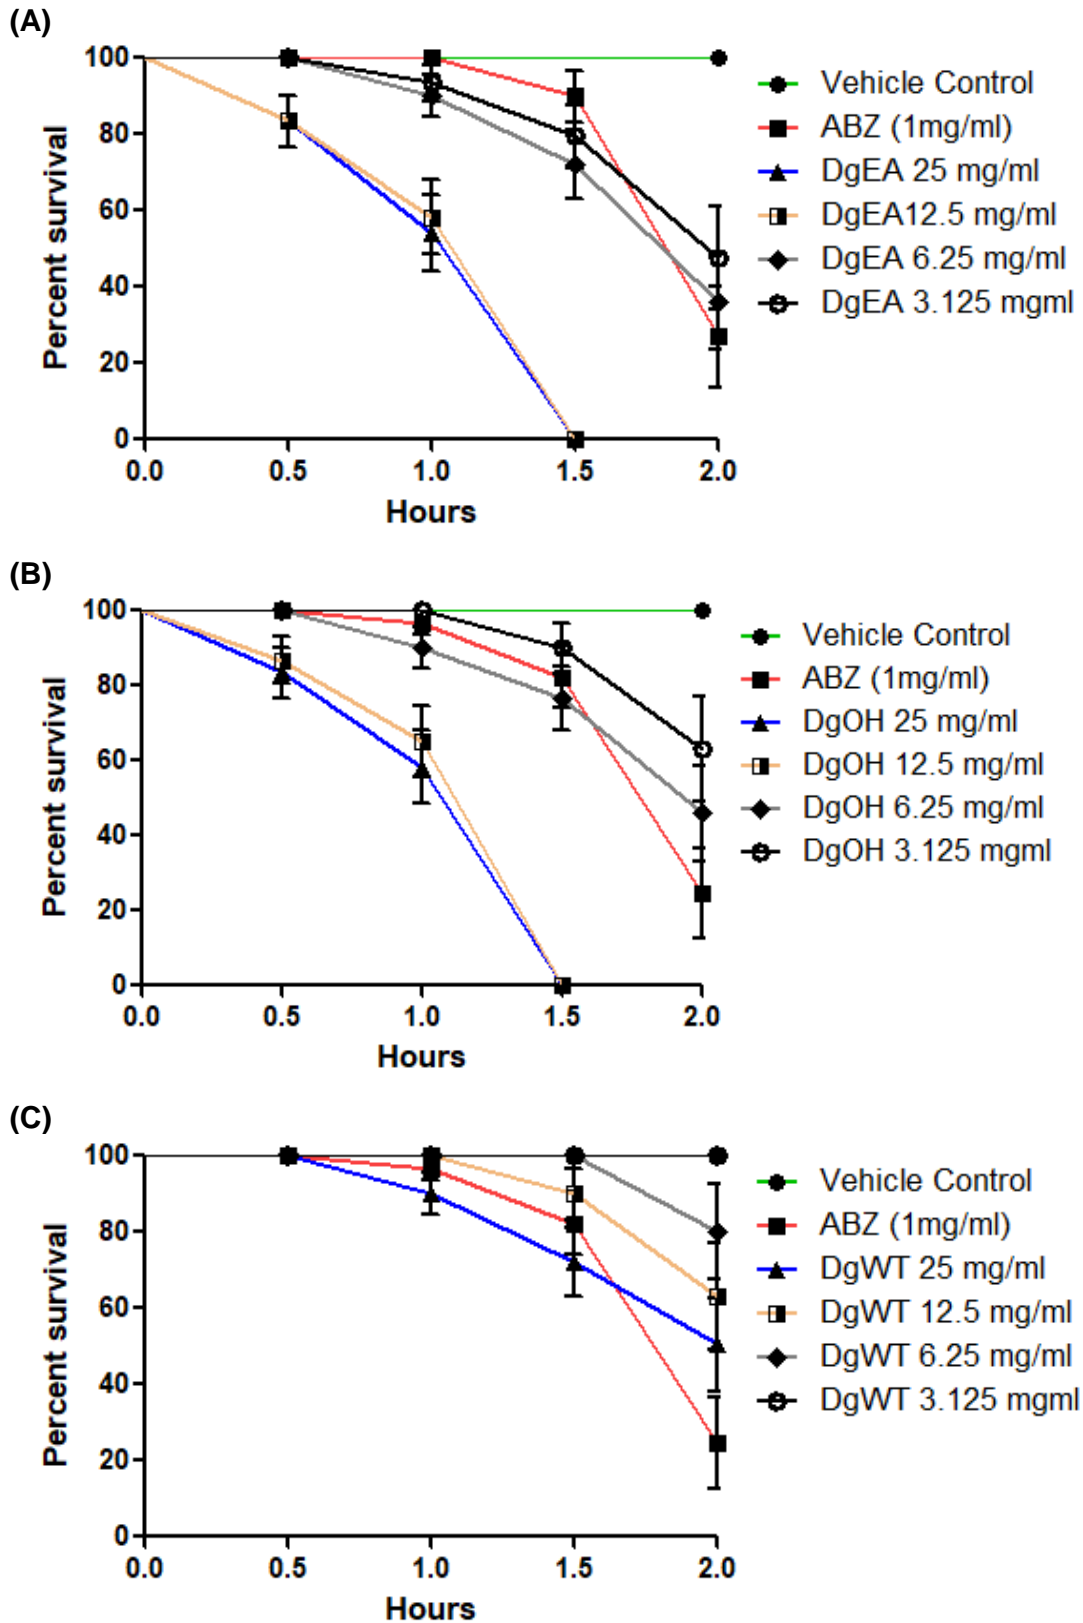 (A)
100
80
60
40
20
0
Percent survival
0.0 0.5 1.0 1.5 2.0
Hours
Vehicle Control
ABZ (1mg/ml)
DgEA 25 mg/ml
DgEA12.5 mg/ml
DgEA 6.25 mg/ml
DgEA 3.125 mgml
(B)
100
80
60
40
20
0
Percent survival
0.0 0.5 1.0 1.5 2.0
Hours
Vehicle Control
ABZ (1mg/ml)
DgOH 25 mg/ml
DgOH 12.5 mg/ml
DgOH 6.25 mg/ml
DgOH 3.125 mgml
(C)
100
80
60
40
20
0
Percent survival
0.0 0.5 1.0 1.5 2.0
Hours
Vehicle Control
ABZ (1mg/ml)
DgWT 25 mg/ml
DgWT 12.5 mg/ml
DgWT 6.25 mg/ml
DgWT 3.125 mgml